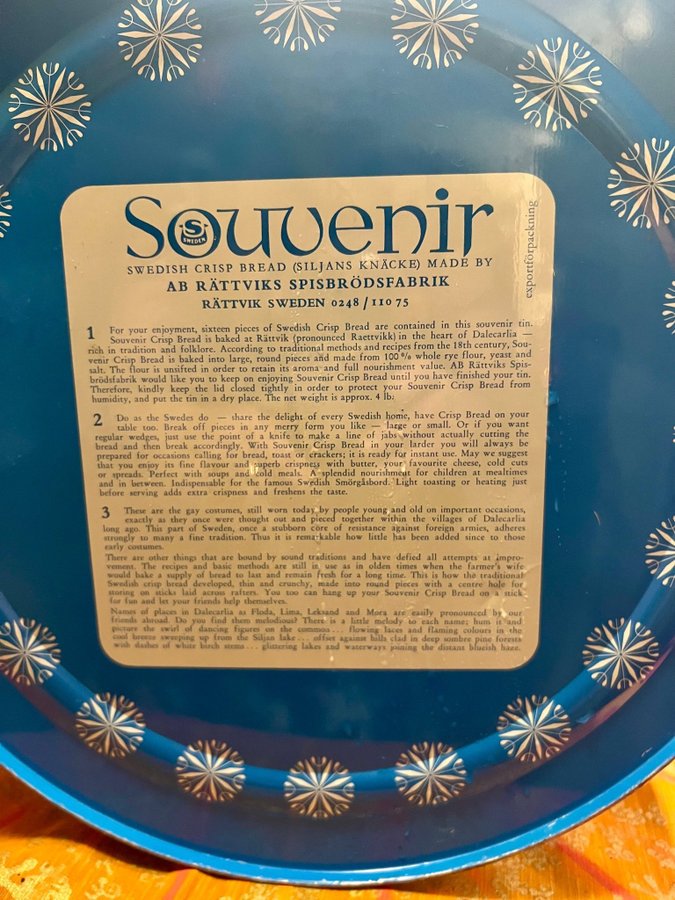 Souvenir
S
SWEDEN
SWEDISH CRISP BREAD (SILJANS KNÄCKE) MADE BY
AB RÄTTVIKS SPISBRÖDSFABRIK
RÄTTVIK SWEDEN 0248/110 75
exportförpackning
1 For your enjoyment, sixteen pieces of Swedish Crisp Bread are contained in this souvenir tin.
Souvenir Crisp Bread is baked at Rättvik (pronounced Raettvikk) in the heart of Dalecarlia —
rich in tradition and folklore. According to traditional methods and recipes from the 18th century, Sou-
venir Crisp Bread is baked into large, round pieces and made from 100 % whole rye flour, yeast and
salt. The flour is unsifted in order to retain its aroma and full nourishment value. AB Rättviks Spis-
brödsfabrik would like you to keep on enjoying Souvenir Crisp Bread until you have finished your tin.
Therefore, kindly keep the lid closed tightly in order to protect your Souvenir Crisp Bread from
humidity, and put the tin in a dry place. The net weight is approx. 4 lb.
2 Do as the Swedes do — share the delight of every Swedish home, have Crisp Bread on your
table too. Break off pieces in any merry form you like — large or small. Or if you want
regular wedges, just use the point of a knife to make a line of jabs without actually cutting the
bread and then break accordingly. With Souvenir Crisp Bread in your larder you will always be
prepared for occasions calling for bread, toast or crackers; it is ready for instant use. May we suggest
that you enjoy its fine flavour and superb crispness with butter, your favourite cheese, cold cuts
or spreads. Perfect with soups and cold meals. A splendid nourishment for children at mealtimes
and in between. Indispensable for the famous Swedish Smörgåsbord. Light toasting or heating just
before serving adds extra crispness and freshens the taste.
3 These are the gay costumes, still worn today by people young and old on important occasions,
exactly as they once were thought out and pieced together within the villages of Dalecarlia
long ago. This part of Sweden, once a stubborn core of resistance against foreign armies, adheres
strongly to many a fine tradition. Thus it is remarkable how little has been added since to those
early costumes.
There are other things that are bound by sound traditions and have defied all attempts at impro-
vement. The recipes and basic methods are still in use as in olden times when the farmer's wife
would bake a supply of bread to last and remain fresh for a long time. This is how the traditional
Swedish crisp bread developed, thin and crunchy, made into round pieces with a centre hole for
storing on sticks laid across rafters. You too can hang up your Souvenir Crisp Bread on a stick
for fun and let your friends help themselves.
Names of places in Dalecarlia as Floda, Lima, Leksand and Mora are easily pronounced by our
friends abroad. Do you find them melodious? There is a little melody to each name; hum it and
picture the swirl of dancing figures on the common... flowing laces and flaming colours in the
cool breeze sweeping up from the Siljan lake... offset against hills clad in deep sombre pine forests
with dashes of white birch stems... glittering lakes and waterways joining the distant blueish haze.